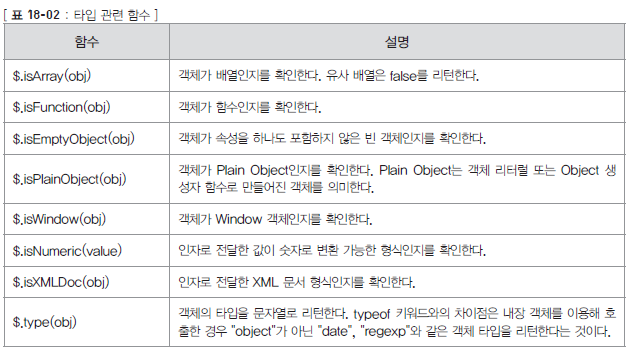 [ 표 18-02 : 타입 관련 함수 ]
함수 설명
$.isArray(obj) 객체가 배열인지를 확인한다. 유사 배열은 false를 리턴한다.
$.isFunction(obj) 객체가 함수인지를 확인한다.
$.isEmptyObject(obj) 객체가 속성을 하나도 포함하지 않은 빈 객체인지를 확인한다.
$.isPlainObject(obj) 객체가 Plain Object인지를 확인한다. Plain Object는 객체 리터럴 또는 Object 생
성자 함수로 만들어진 객체를 의미한다.
$.isWindow(obj) 객체가 Window 객체인지를 확인한다.
$.isNumeric(value) 인자로 전달한 값이 숫자로 변환 가능한 형식인지를 확인한다.
$.isXMLDoc(obj) 인자로 전달한 XML 문서 형식인지를 확인한다.
$.type(obj) 객체의 타입을 문자열로 리턴한다. typeof 키워드와의 차이점은 내장 객체를 이용해 호
출한 경우 "object"가 아닌 "date", "regexp"와 같은 객체 타입을 리턴한다는 것이다.